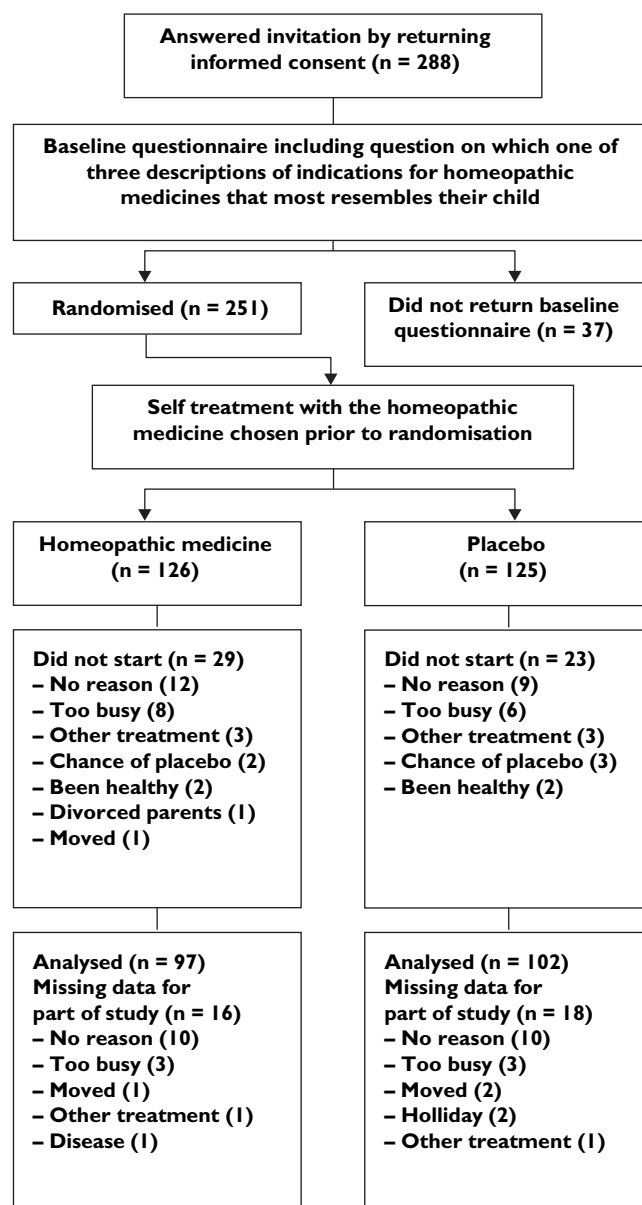 Answered invitation by returning
informed consent (n = 288)
Baseline questionnaire including question on which one of
three descriptions of indications for homeopathic
medicines that most resembles their child
Randomised (n = 251)
Did not return baseline
questionnaire (n = 37)
Self treatment with the homeopathic
medicine chosen prior to randomisation
Homeopathic medicine
(n = 126)
Placebo
(n = 125)
Did not start (n = 29)
– No reason (12)
– Too busy (8)
– Other treatment (3)
– Chance of placebo (2)
– Been healthy (2)
– Divorced parents (1)
– Moved (1)
Did not start (n = 23)
– No reason (9)
– Too busy (6)
– Other treatment (3)
– Chance of placebo (3)
– Been healthy (2)
Analysed (n = 97)
Missing data for
part of study (n = 16)
– No reason (10)
– Too busy (3)
– Moved (1)
– Other treatment (1)
– Disease (1)
Analysed (n = 102)
Missing data for
part of study (n = 18)
– No reason (10)
– Too busy (3)
– Moved (2)
– Holliday (2)
– Other treatment (1)